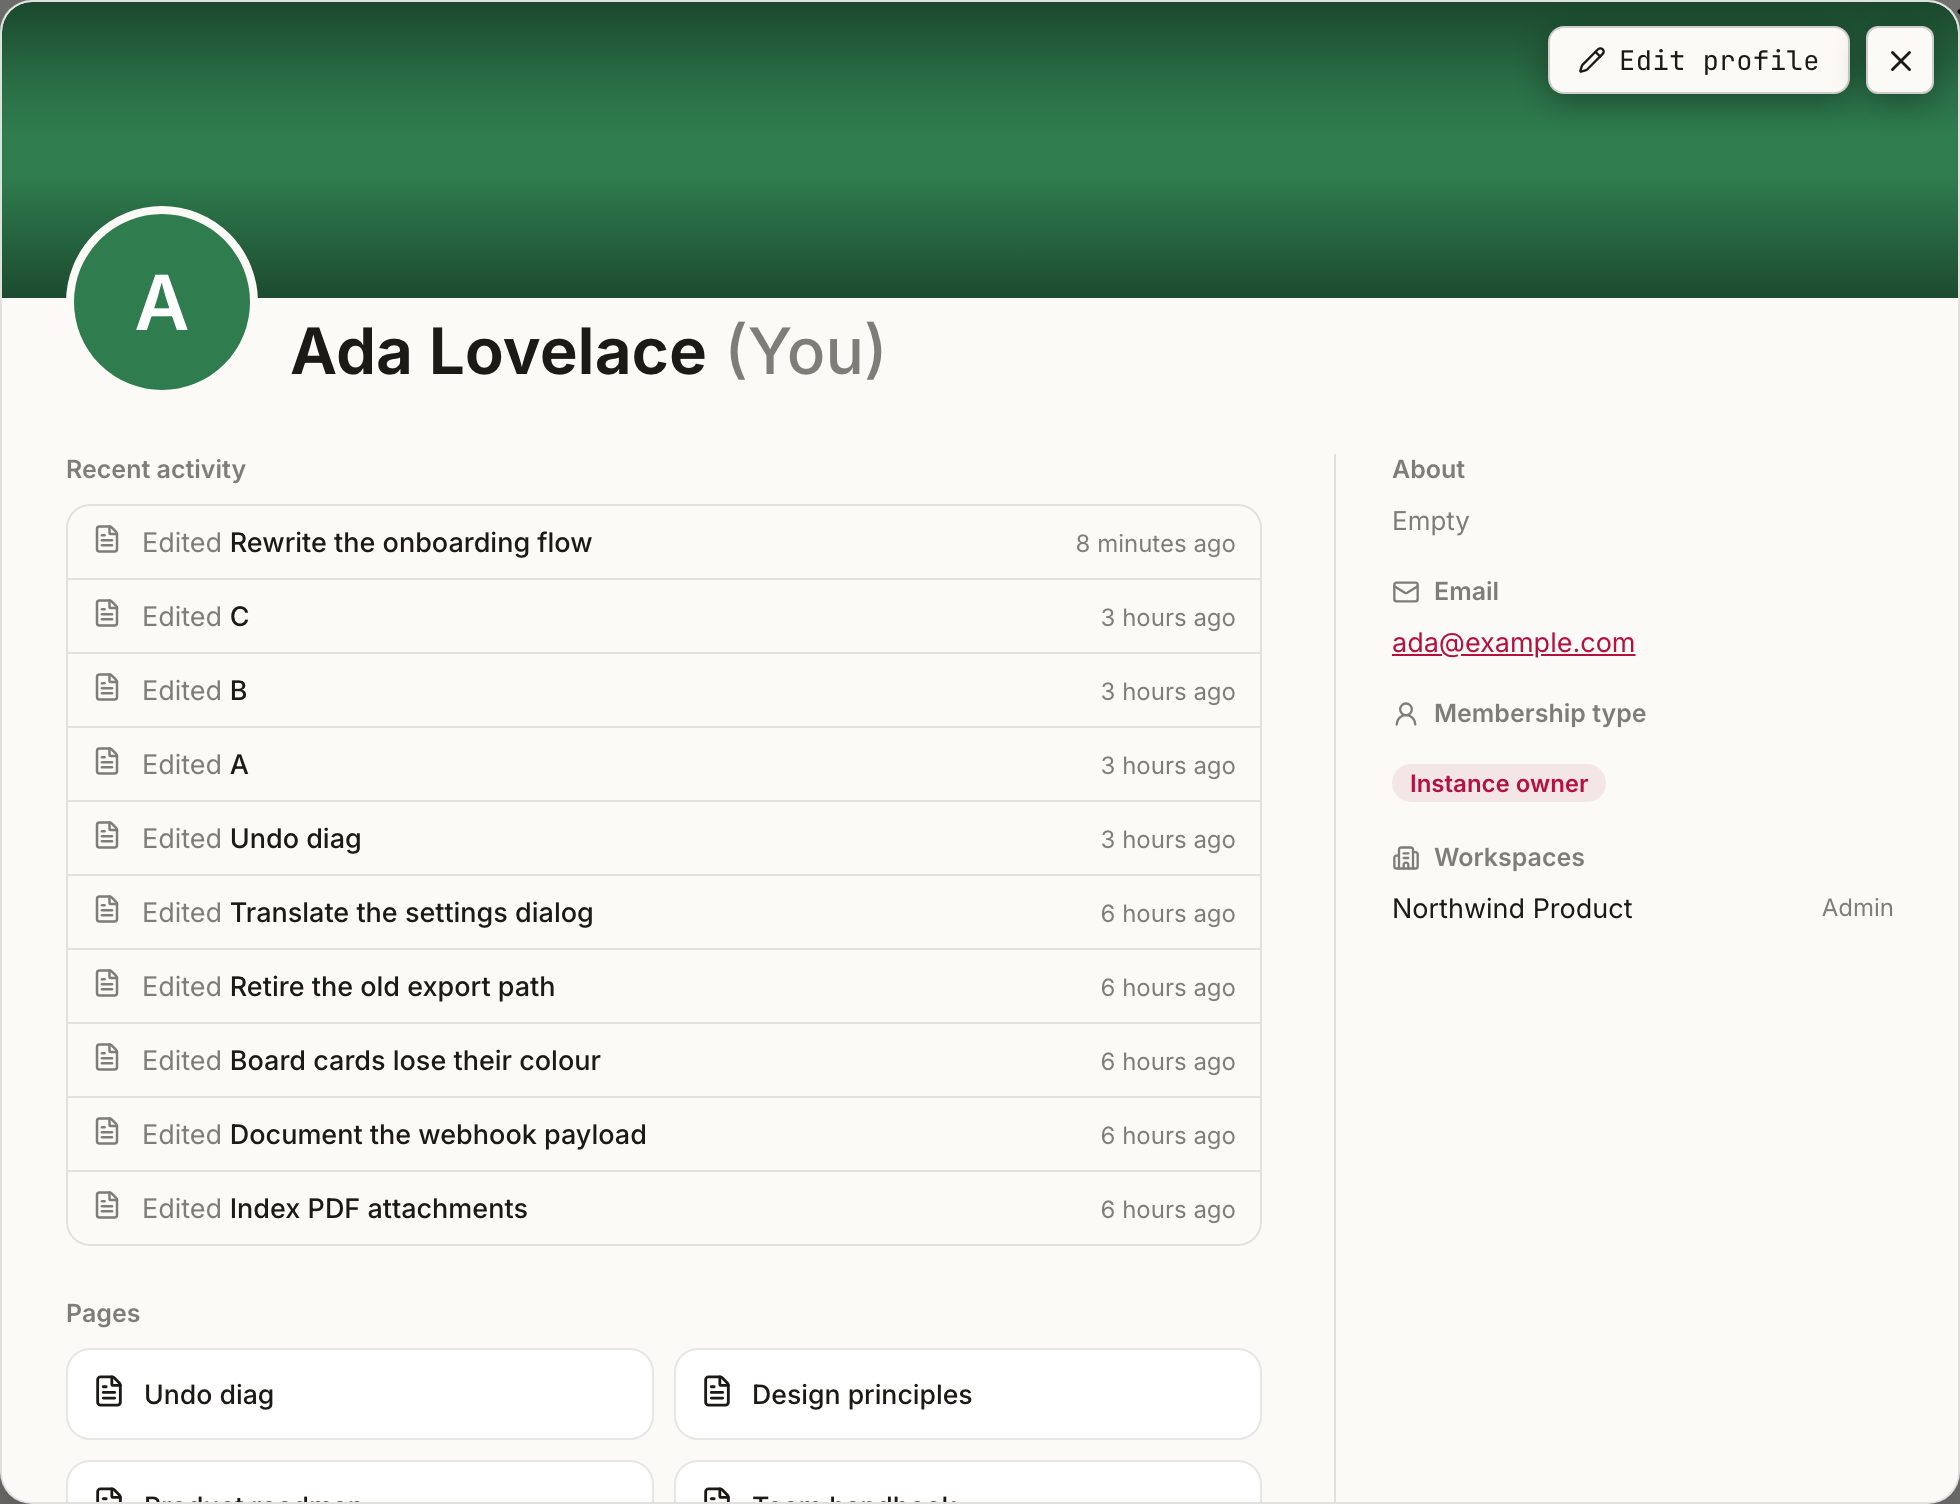 Edit profile
A
Ada Lovelace (You)
Recent activity
Edited Rewrite the onboarding flow 8 minutes ago
Edited C 3 hours ago
Edited B 3 hours ago
Edited A 3 hours ago
Edited Undo diag 3 hours ago
Edited Translate the settings dialog 6 hours ago
Edited Retire the old export path 6 hours ago
Edited Board cards lose their colour 6 hours ago
Edited Document the webhook payload 6 hours ago
Edited Index PDF attachments 6 hours ago
Pages
Undo diag
Design principles
Product roadmap
Team handbook
About
Empty
Email
ada@example.com
Membership type
Instance owner
Workspaces
Northwind Product Admin